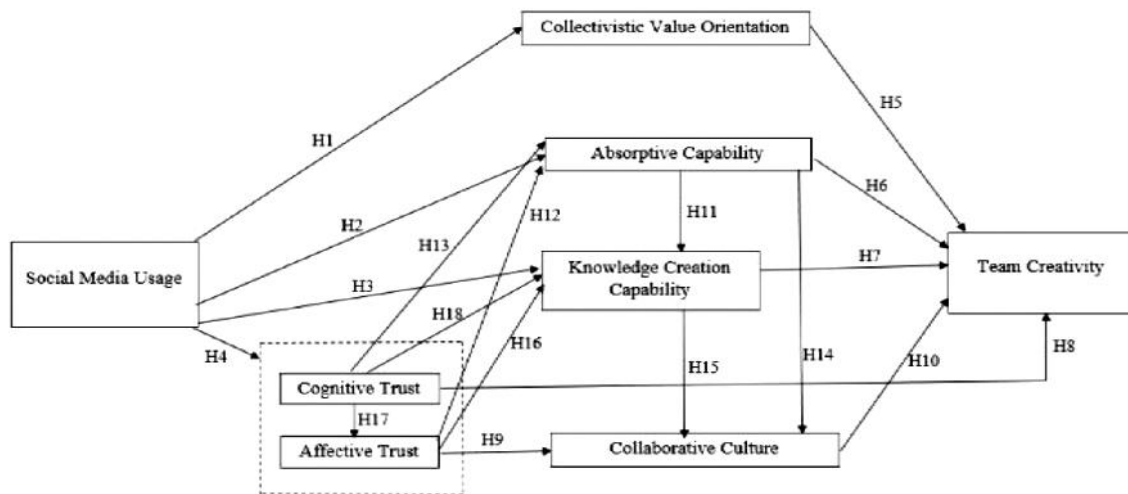 Collectivistic Value Orientation
H5
H1
Absorptive Capability
H6
H2
H12
H11
H13
Social Media Usage
Knowledge Creation
Capability
H7
Team Creativity
H3
H18
H16
H4
H14
H10
H8
H15
Cognitive Trust
H17
Affective Trust
H9
Collaborative Culture